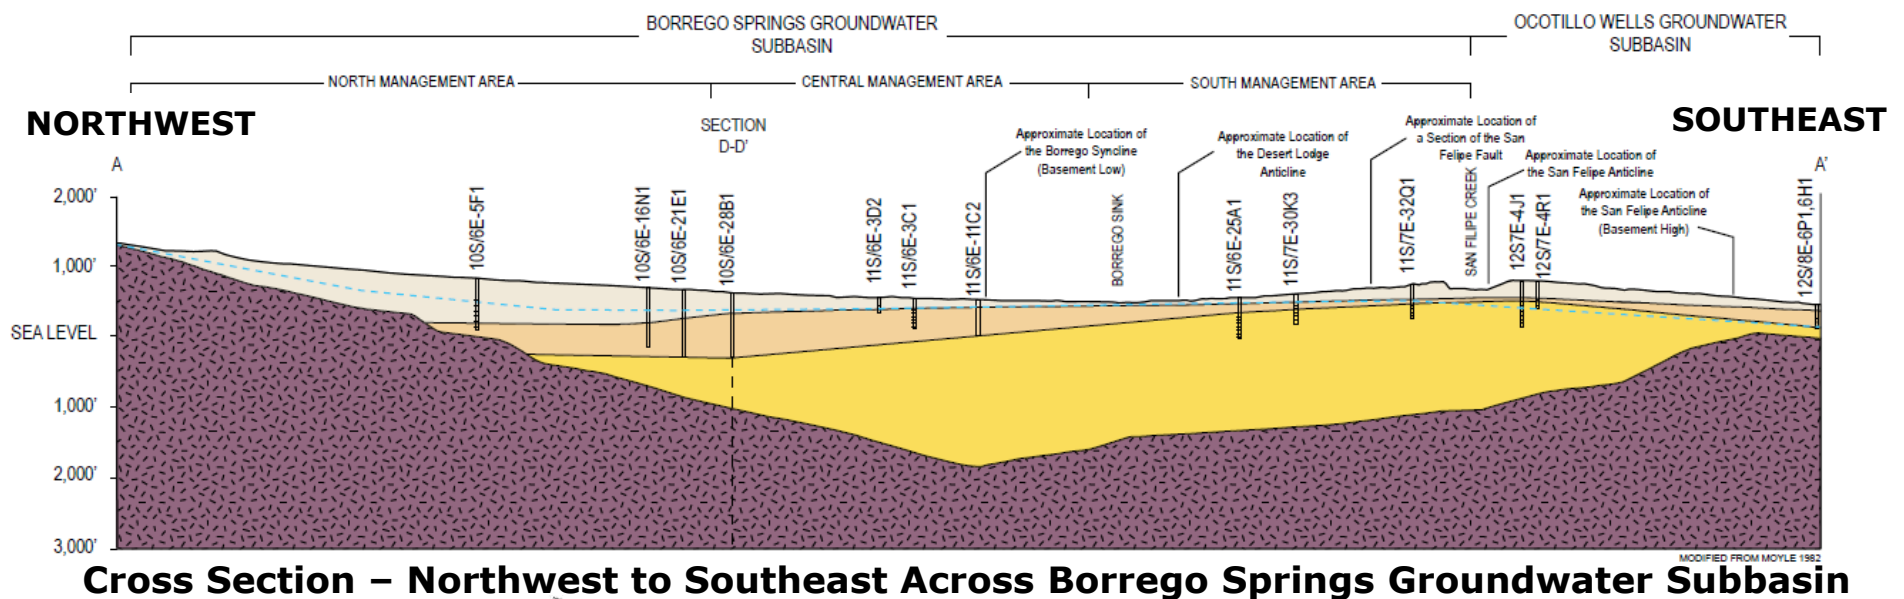 BORREGO SPRINGS GROUNDWATER
SUBBASIN
OCOTILLO WELLS GROUNDWATER
SUBBASIN
NORTH MANAGEMENT AREA
CENTRAL MANAGEMENT AREA
SOUTH MANAGEMENT AREA
NORTHWEST
SOUTHEAST
A
A'
SECTION
D-D'
Approximate Location of
the Borrego Syncline
(Basement Low)
Approximate Location of
the Desert Lodge
Anticline
Approximate Location of
a Section of the San
Felipe Fault
Approximate Location of
the San Felipe Anticline
Approximate Location of
the San Felipe Anticline
(Basement High)
10S/6E-5F1
10S/6E-16N1
10S/6E-21E1
10S/6E-28B1
11S/6E-3D2
11S/6E-3C1
11S/6E-11C2
BORREGO SINK
11S/6E-25A1
11S/7E-30K3
11S/7E-32Q1
SAN FILIPE CREEK
12S7E-4J1
12S/7E-4R1
12S/8E-6P1,6H1
2,000'
1,000'
SEA LEVEL
1,000'
2,000'
3,000'
MODIFIED FROM MOYLE 1982
Cross Section – Northwest to Southeast Across Borrego Springs Groundwater Subbasin